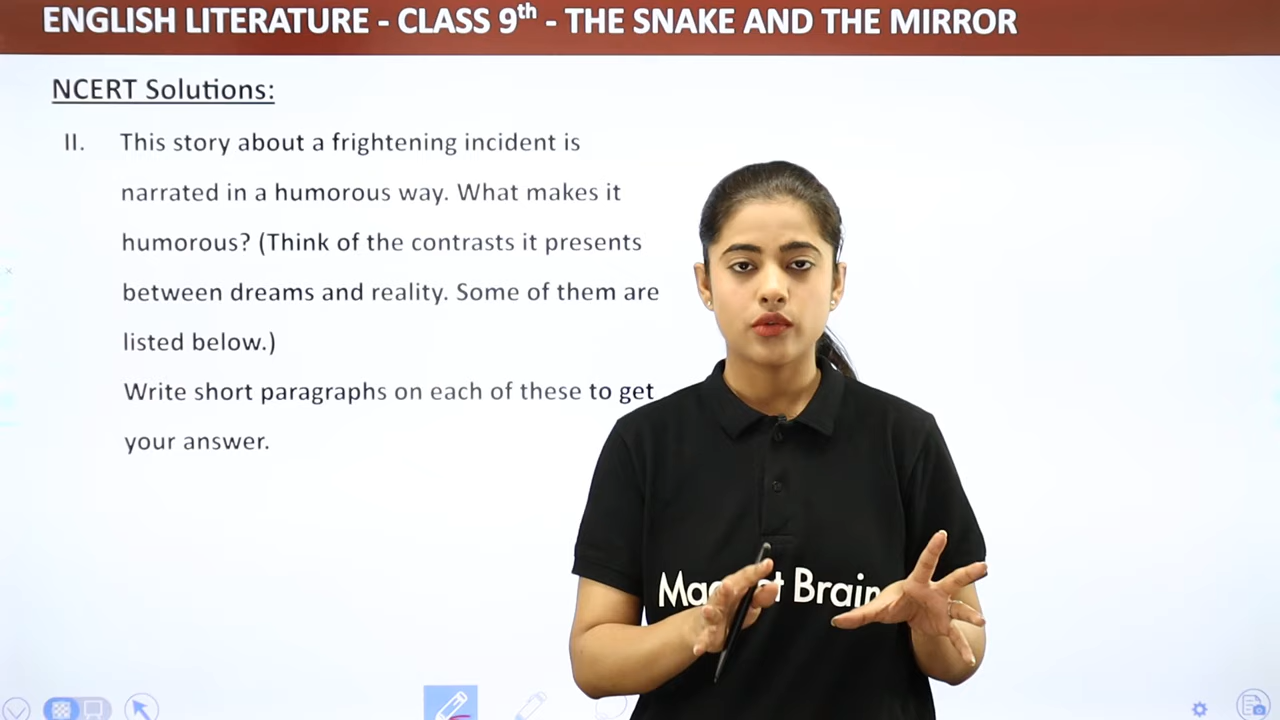 ENGLISH LITERATURE - CLASS 9th - THE SNAKE AND THE MIRROR
NCERT Solutions:
II. This story about a frightening incident is
narrated in a humorous way. What makes it
humorous? (Think of the contrasts it presents
between dreams and reality. Some of them are
listed below.)
Write short paragraphs on each of these to get
your answer.
Brain